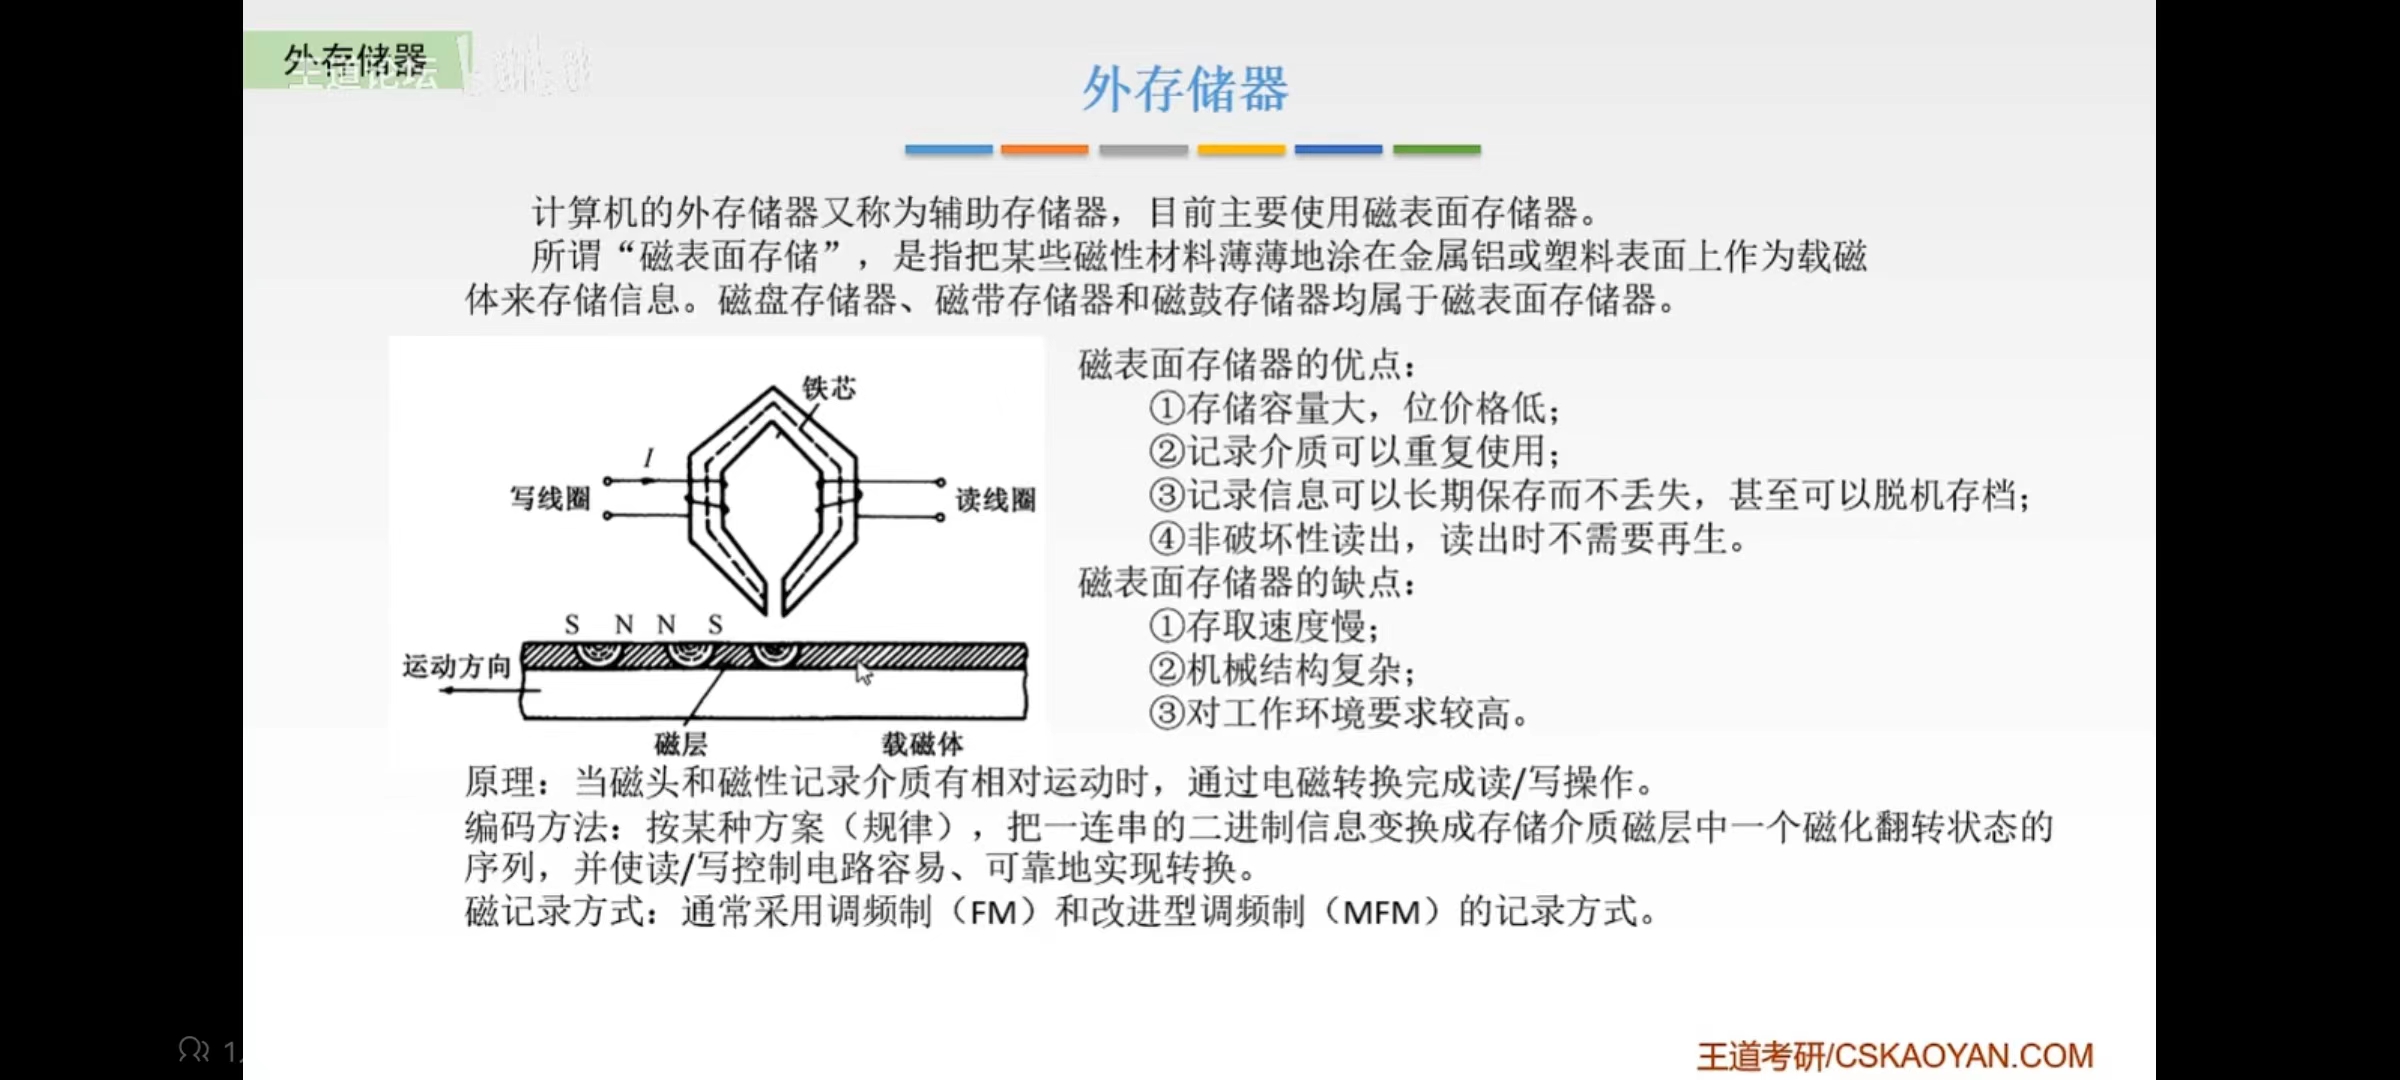 外存储器
王道论坛
外存储器
计算机的外存储器又称为辅助存储器，目前主要使用磁表面存储器。
所谓“磁表面存储”，是指把某些磁性材料薄薄地涂在金属铝或塑料表面上作为载磁
体来存储信息。磁盘存储器、磁带存储器和磁鼓存储器均属于磁表面存储器。
铁芯
I
写线圈
读线圈
S N N S
运动方向
磁层
载磁体
磁表面存储器的优点：
①存储容量大，位价格低；
②记录介质可以重复使用；
③记录信息可以长期保存而不丢失，甚至可以脱机存档；
④非破坏性读出，读出时不需要再生。
磁表面存储器的缺点：
①存取速度慢；
②机械结构复杂；
③对工作环境要求较高。
原理：当磁头和磁性记录介质有相对运动时，通过电磁转换完成读/写操作。
编码方法：按某种方案（规律），把一连串的二进制信息变换成存储介质磁层中一个磁化翻转状态的
序列，并使读/写控制电路容易、可靠地实现转换。
磁记录方式：通常采用调频制（FM）和改进型调频制（MFM）的记录方式。
王道考研/CSKAOYAN.COM